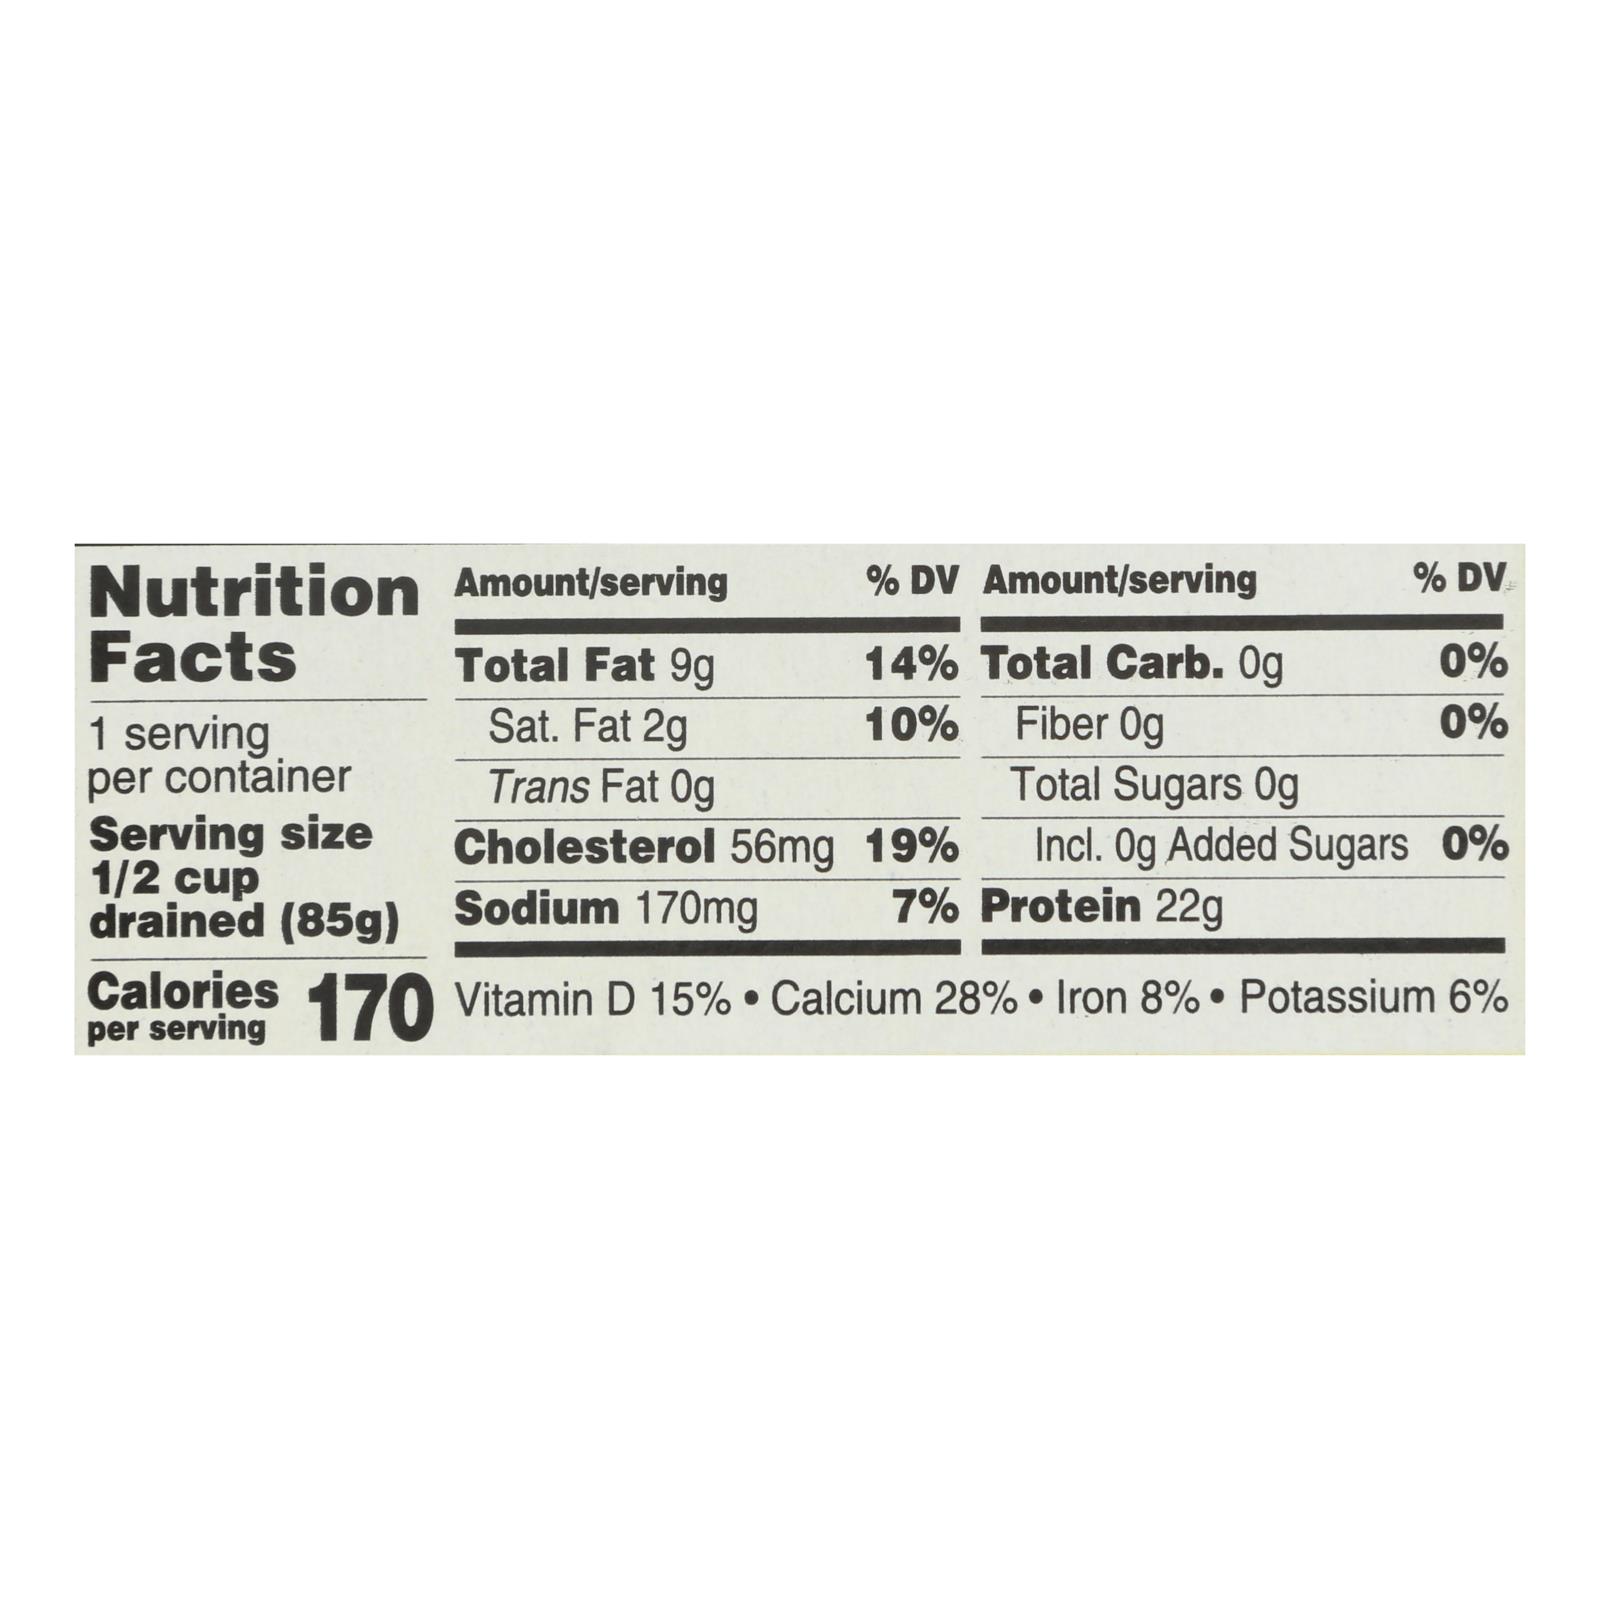 Nutrition
Facts
1 serving
per container
Serving size
1/2 cup
drained (85g)
Calories 170
per serving
Amount/serving % DV
Total Fat 9g 14%
Sat. Fat 2g 10%
Trans Fat 0g
Cholesterol 56mg 19%
Sodium 170mg 7%
Amount/serving % DV
Total Carb. 0g 0%
Fiber 0g 0%
Total Sugars 0g
Incl. 0g Added Sugars 0%
Protein 22g
Vitamin D 15% • Calcium 28% • Iron 8% • Potassium 6%